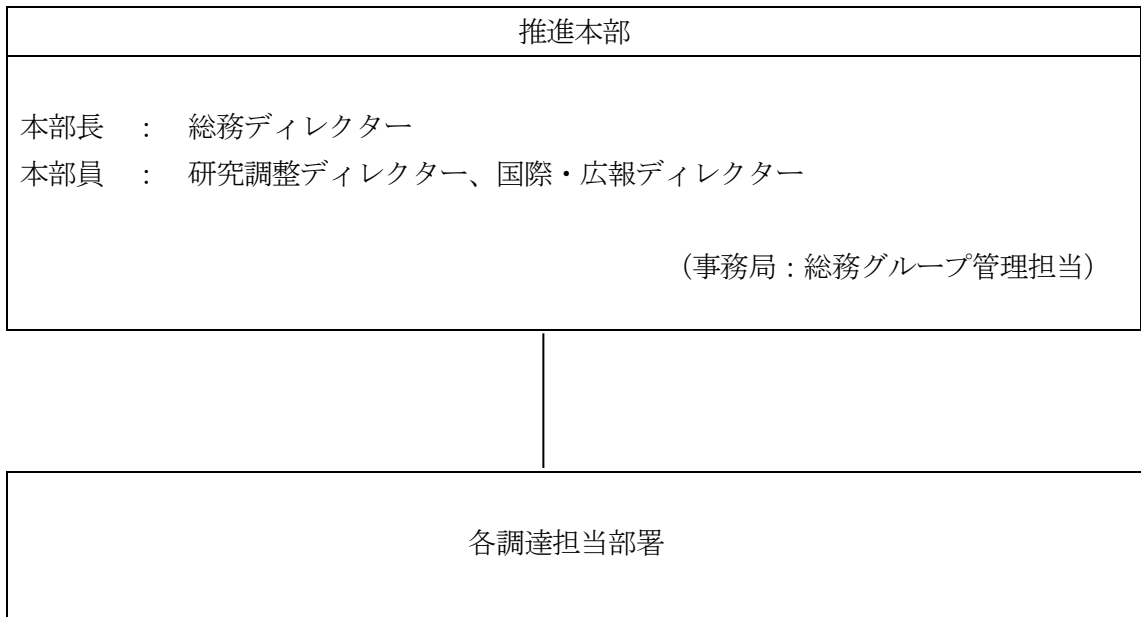 推進本部
本部長　：　総務ディレクター
本部員　：　研究調整ディレクター、国際・広報ディレクター
（事務局：総務グループ管理担当）
各調達担当部署